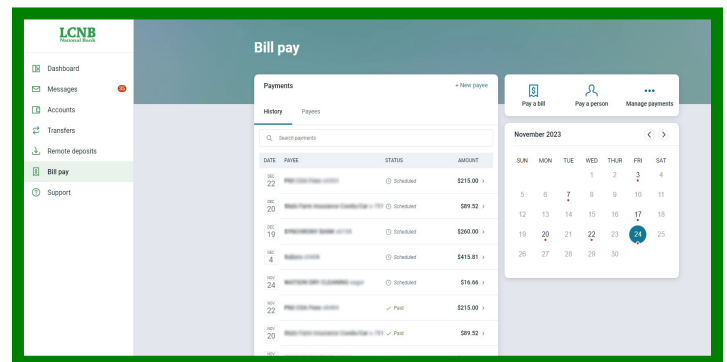 LCNB
National Bank
Dashboard
Messages
Accounts
Transfers
Remote deposits
Bill pay
Support
Bill pay
Payments
+ New payee
History Payees
Search payments
DATE PAYEE STATUS AMOUNT
DEC
22 Scheduled $215.00 >
DEC
20 Scheduled $89.52 >
DEC
19 Scheduled $260.00 >
DEC
4 Scheduled $415.81 >
NOV
24 Scheduled $16.66 >
NOV
22 Paid $215.00 >
NOV
20 Paid $89.52 >
NOV
Pay a bill Pay a person Manage payments
November 2023 < >
SUN MON TUE WED THUR FRI SAT
1 2 3 4
5 6 7 8 9 10 11
12 13 14 15 16 17 18
19 20 21 22 23 24 25
26 27 28 29 30